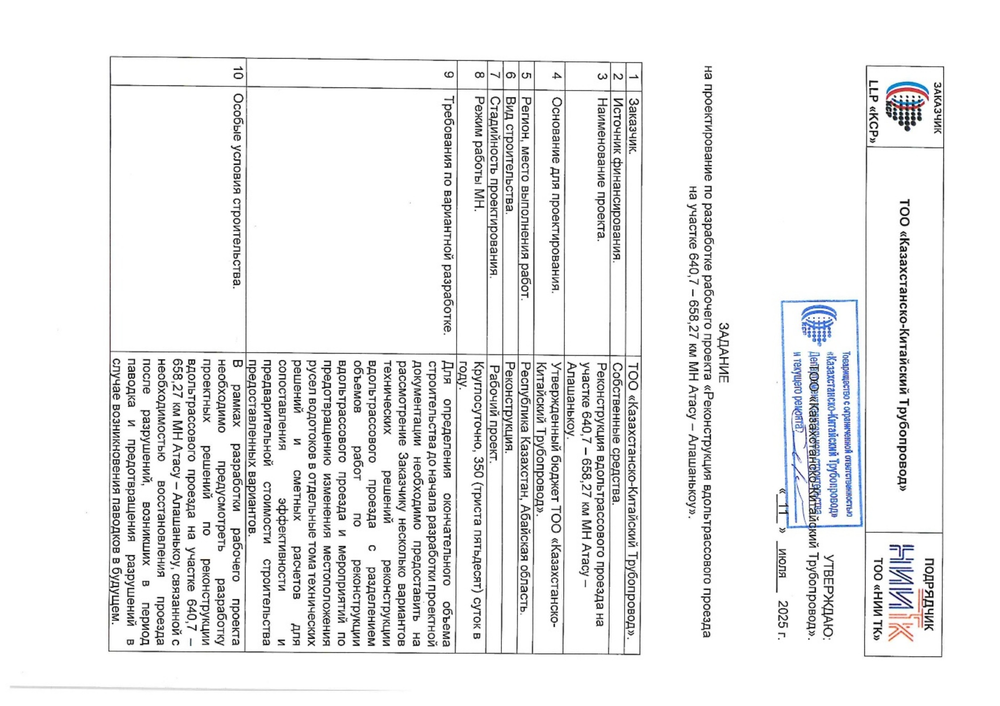 ЗАКАЗЧИК
КСР
LLP «КСР»
ТОО «Казахстанско-Китайский Трубопровод»
ПОДРЯДЧИК
НИИТК
ТОО «НИИ ТК»
УТВЕРЖДАЮ:
ТОО «Казахстанско-Китайский Трубопровод».
« 11 » июля 2025 г.
КСР
Товарищество с ограниченной ответственностью
«Казахстанско-Китайский Трубопровод»
Департамент капитального строительства
и текущего ремонта
ЗАДАНИЕ
на проектирование по разработке рабочего проекта «Реконструкция вдольтрассового проезда
на участке 640,7 – 658,27 км МН Атасу – Алашанькоу».
1 Заказчик. ТОО «Казахстанско-Китайский Трубопровод».
2 Источник финансирования. Собственные средства.
3 Наименование проекта. Реконструкция вдольтрассового проезда на
участке 640,7 – 658,27 км МН Атасу –
Алашанькоу.
4 Основание для проектирования. Утвержденный бюджет ТОО «Казахстанско-
Китайский Трубопровод».
5 Регион, место выполнения работ. Республика Казахстан, Абайская область.
6 Вид строительства. Реконструкция.
7 Стадийность проектирования. Рабочий проект.
8 Режим работы МН. Круглосуточно, 350 (триста пятьдесят) суток в
году.
9 Требования по вариантной разработке. Для определения окончательного объема
строительства до начала разработки проектной
документации необходимо предоставить на
рассмотрение Заказчику несколько вариантов
технических решений реконструкции
вдольтрассового проезда с разделением
объемов работ по реконструкции
вдольтрассового проезда и мероприятий по
предотвращению изменения местоположения
русел водотоков в отдельные тома технических
решений и сметных расчетов для
сопоставления эффективности и
предварительной стоимости строительства
предоставленных вариантов.
10 Особые условия строительства. В рамках разработки рабочего проекта
необходимо предусмотреть разработку
проектных решений по реконструкции
вдольтрассового проезда на участке 640,7 –
658,27 км МН Атасу – Алашанькоу, связанной с
необходимостью восстановления проезда
после разрушений, возникших в период
паводка и предотвращения разрушений в
случае возникновения паводков в будущем.